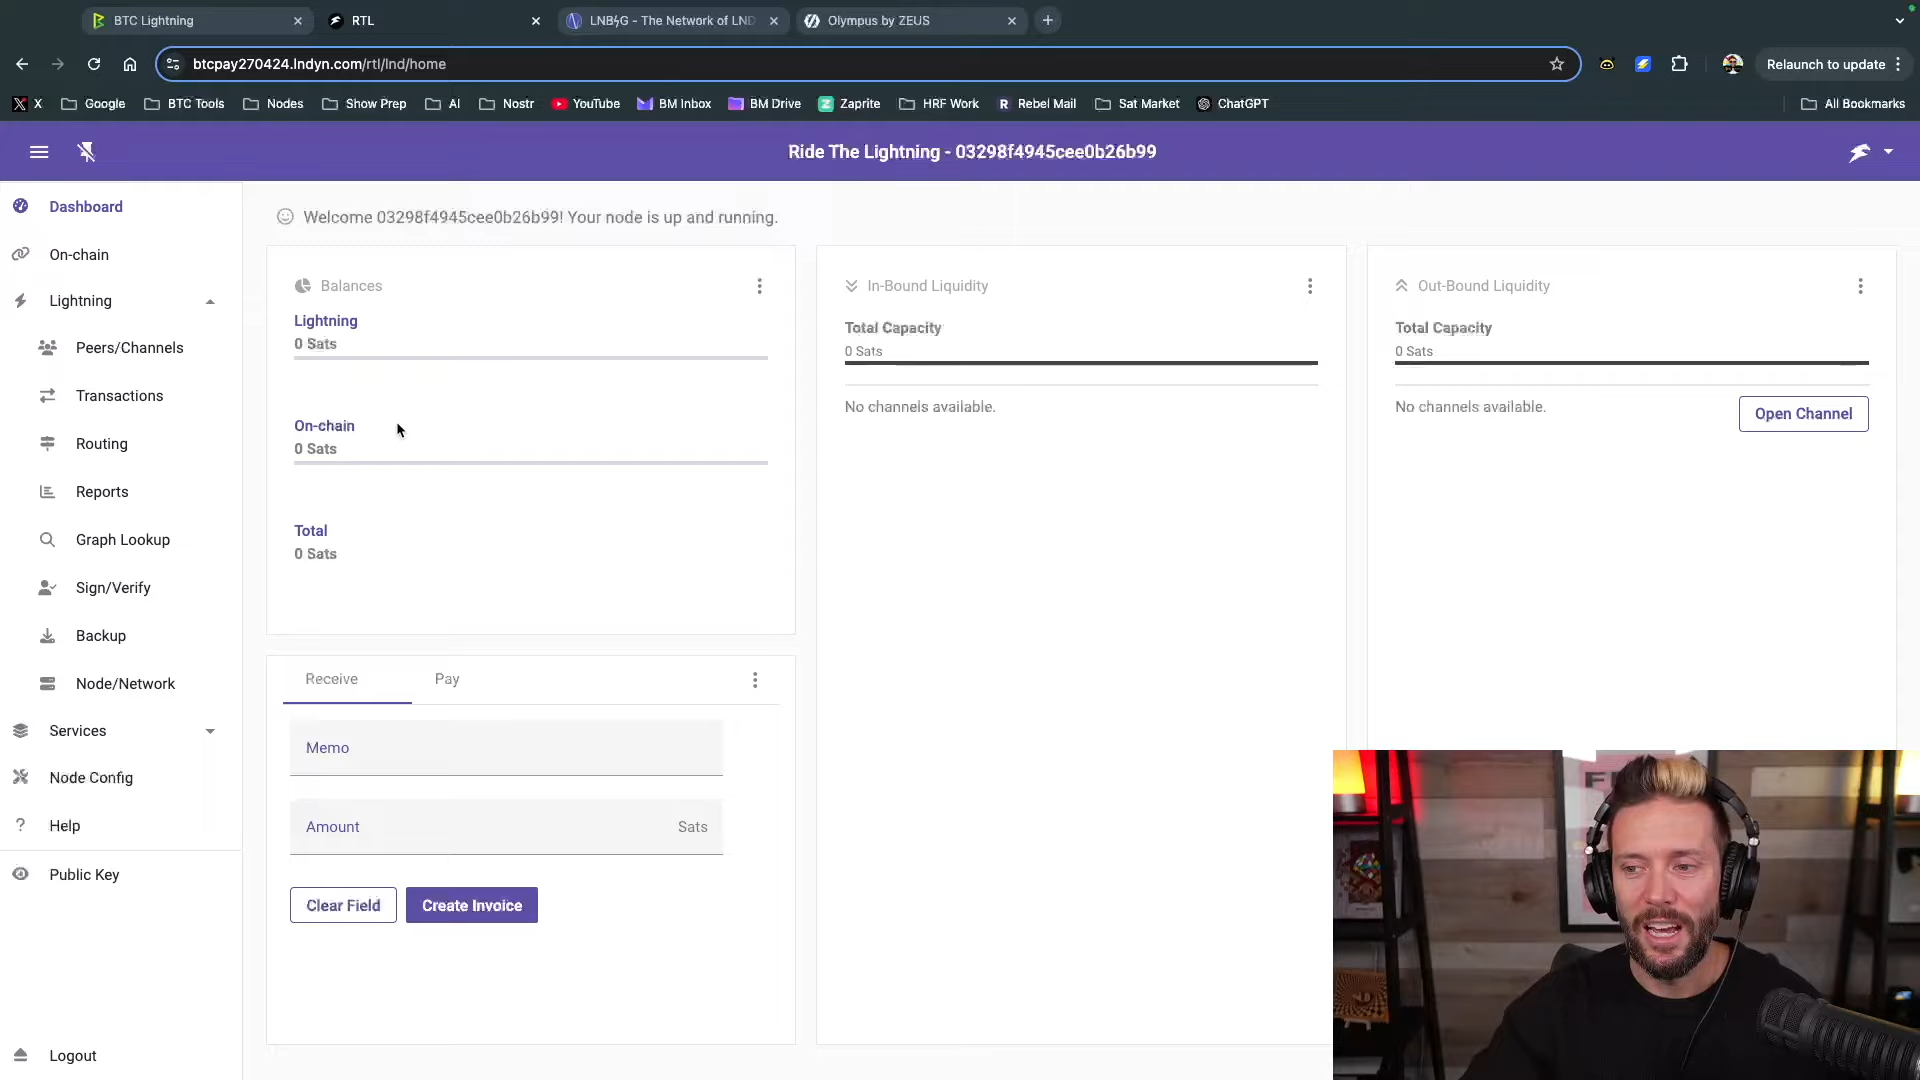 BTC Lightning
RTL
LNBϟG - The Network of LND
Olympus by ZEUS
btcpay270424.lndyn.com/rtl/lnd/home
Relaunch to update
X
Google
BTC Tools
Nodes
Show Prep
AI
Nostr
YouTube
BM Inbox
BM Drive
Zaprite
HRF Work
R Rebel Mail
Sat Market
ChatGPT
All Bookmarks
Ride The Lightning - 03298f4945cee0b26b99
Dashboard
On-chain
Lightning
Peers/Channels
Transactions
Routing
Reports
Graph Lookup
Sign/Verify
Backup
Node/Network
Services
Node Config
? Help
Public Key
Logout
Welcome 03298f4945cee0b26b99! Your node is up and running.
Balances
Lightning
0 Sats
On-chain
0 Sats
Total
0 Sats
In-Bound Liquidity
Total Capacity
0 Sats
No channels available.
Out-Bound Liquidity
Total Capacity
0 Sats
No channels available.
Open Channel
Receive
Pay
Memo
Amount
Sats
Clear Field
Create Invoice